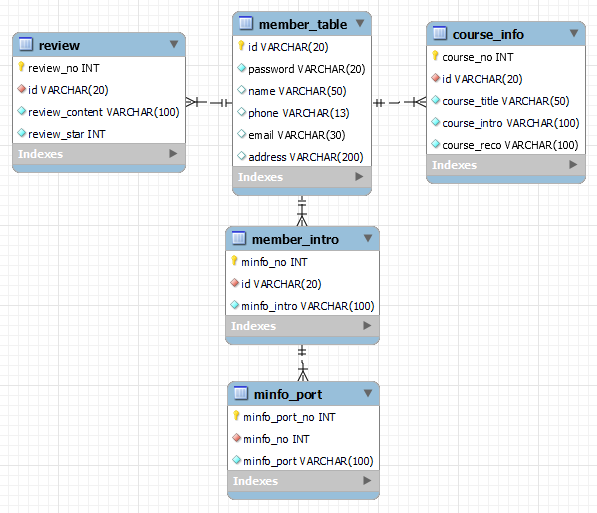 review
review_no INT
id VARCHAR(20)
review_content VARCHAR(100)
review_star INT
Indexes
member_table
id VARCHAR(20)
password VARCHAR(20)
name VARCHAR(50)
phone VARCHAR(13)
email VARCHAR(30)
address VARCHAR(200)
Indexes
course_info
course_no INT
id VARCHAR(20)
course_title VARCHAR(50)
course_intro VARCHAR(100)
course_reco VARCHAR(100)
Indexes
member_intro
minfo_no INT
id VARCHAR(20)
minfo_intro VARCHAR(100)
Indexes
minfo_port
minfo_port_no INT
minfo_no INT
minfo_port VARCHAR(100)
Indexes